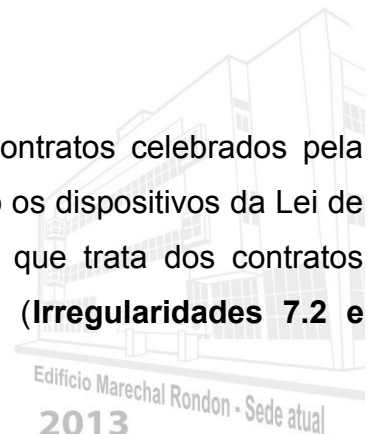 ontratos celebrados pela
os dispositivos da Lei de
que trata dos contratos
(Irregularidades 7.2 e
Edifício Marechal Rondon - Sede atual
2013